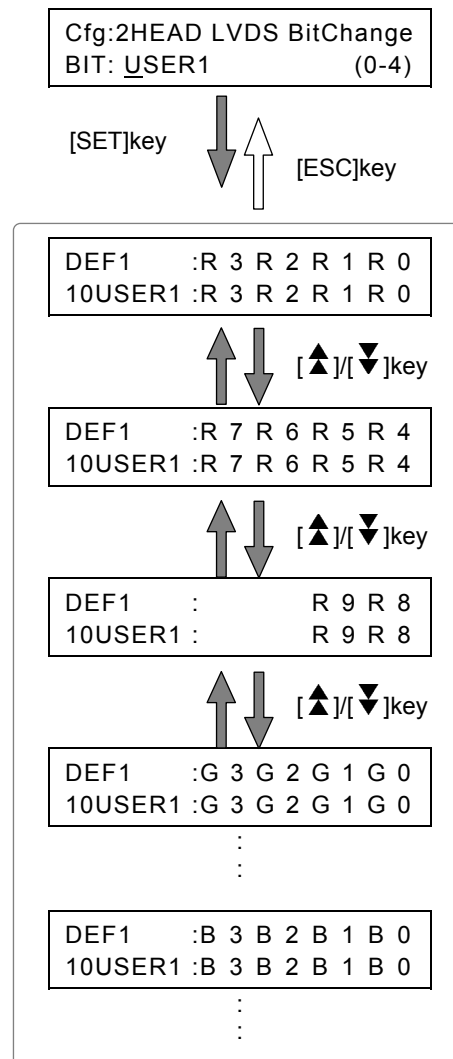 Cfg:2HEAD LVDS BitChange
BIT: USER1 (0-4)
[SET]key
[ESC]key
DEF1 :R 3 R 2 R 1 R 0
10USER1 :R 3 R 2 R 1 R 0
[⏫]/[⏬]key
DEF1 :R 7 R 6 R 5 R 4
10USER1 :R 7 R 6 R 5 R 4
[⏫]/[⏬]key
DEF1 : R 9 R 8
10USER1 : R 9 R 8
[⏫]/[⏬]key
DEF1 :G 3 G 2 G 1 G 0
10USER1 :G 3 G 2 G 1 G 0
:
:
DEF1 :B 3 B 2 B 1 B 0
10USER1 :B 3 B 2 B 1 B 0
:
: